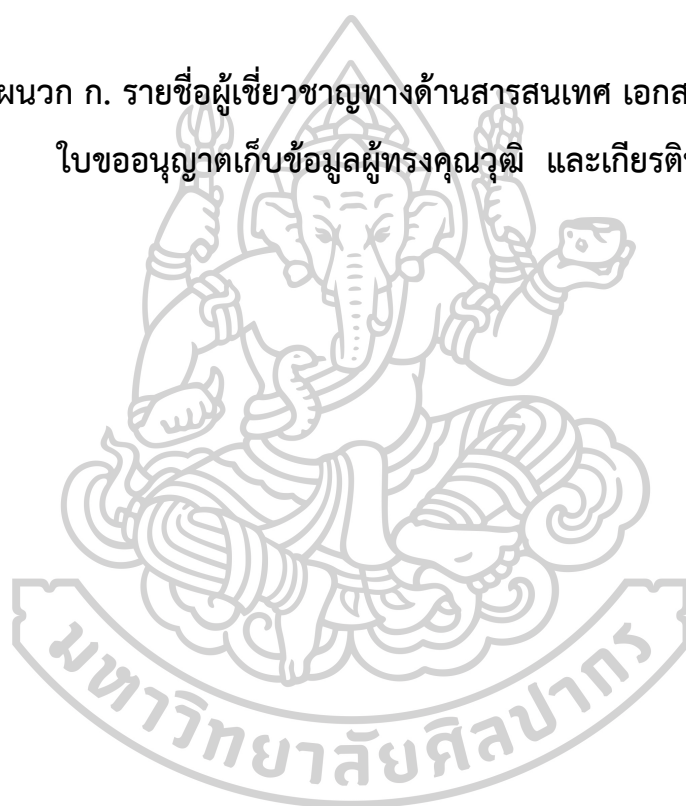 ผนวก ก. รายชื่อผู้เชี่ยวชาญทางด้านสารสนเทศ เอกส
ใบขออนุญาตเก็บข้อมูลผู้ทรงคุณวุฒิ และเกียรติ
มหาวิทยาลัยศิลปากร